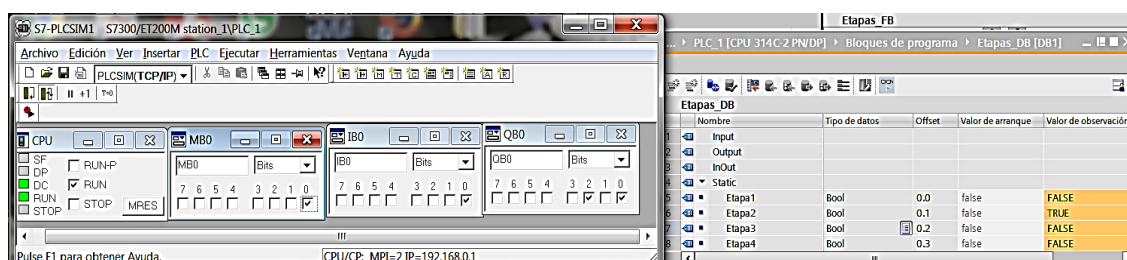 S7-PLCSIM1 S7300/ET200M station_1\PLC_1
Archivo Edición Ver Insertar PLC Ejecutar Herramientas Ventana Ayuda
PLCSIM(TCP/IP)
+1 T=0
CPU
SF
DP
DC
RUN
STOP
RUN-P
RUN
STOP
MRES
MB0
MB0 Bits
7 6 5 4 3 2 1 0
IB0
IB0 Bits
7 6 5 4 3 2 1 0
QB0
QB0 Bits
7 6 5 4 3 2 1 0
Pulse F1 para obtener Ayuda. CPU/CP: MPI=2 IP=192.168.0.1
Etapas_FB
... PLC_1 [CPU 314C-2 PN/DP] Bloques de programa Etapas_DB [DB1]
Etapas_DB
Nombre Tipo de datos Offset Valor de arranque Valor de observación
1 Input
2 Output
3 InOut
4 Static
5 Etapa1 Bool 0.0 false FALSE
6 Etapa2 Bool 0.1 false TRUE
7 Etapa3 Bool 0.2 false FALSE
8 Etapa4 Bool 0.3 false FALSE